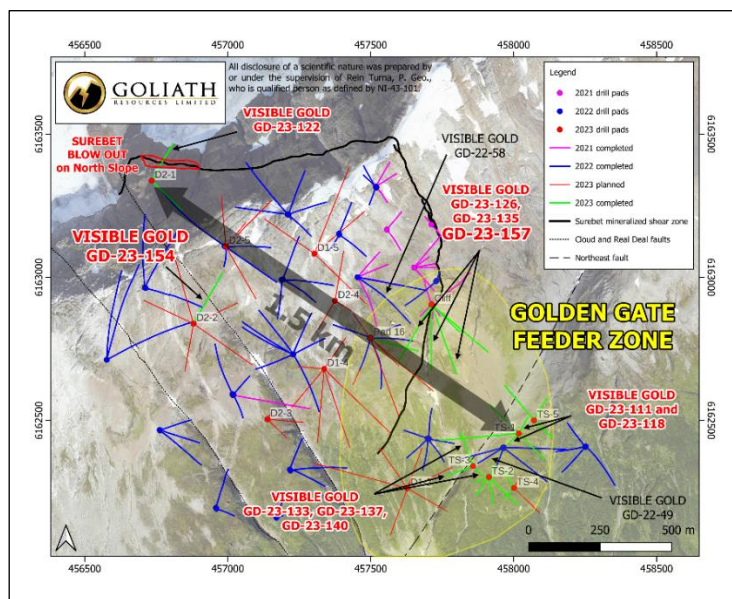 456500
457000
457500
458000
458500
GOLIATH
RESOURCES LIMITED
All disclosure of a scientific nature was prepared by
or under the supervision of Rein Turna, P. Geo.,
who is qualified person as defined by NI-43-101.
Legend
2021 drill pads
2022 drill pads
2023 drill pads
2021 completed
2022 completed
2023 planned
2023 completed
Surebet mineralized shear zone
Cloud and Real Deal faults
Northeast fault
6163500
6163500
VISIBLE GOLD
GD-23-122
SUREBET
BLOW OUT
on North Slope
VISIBLE GOLD
GD-22-58
D2-1
VISIBLE GOLD
GD-23-126,
GD-23-135
GD-23-157
VISIBLE GOLD
GD-23-154
D2-5
D1-5
6163000
6163000
D2-4
Cliff
D2-2
1.5 km
Pad 16
GOLDEN GATE
FEEDER ZONE
D1-4
D2-3
VISIBLE GOLD
GD-23-111 and
GD-23-118
TS-5
TS-1
6162500
6162500
TS-3
TS-2
TS-4
VISIBLE GOLD
GD-23-133, GD-23-137,
GD-23-140
VISIBLE GOLD
GD-22-49
0 250 500 m
456500
457000
457500
458000
458500